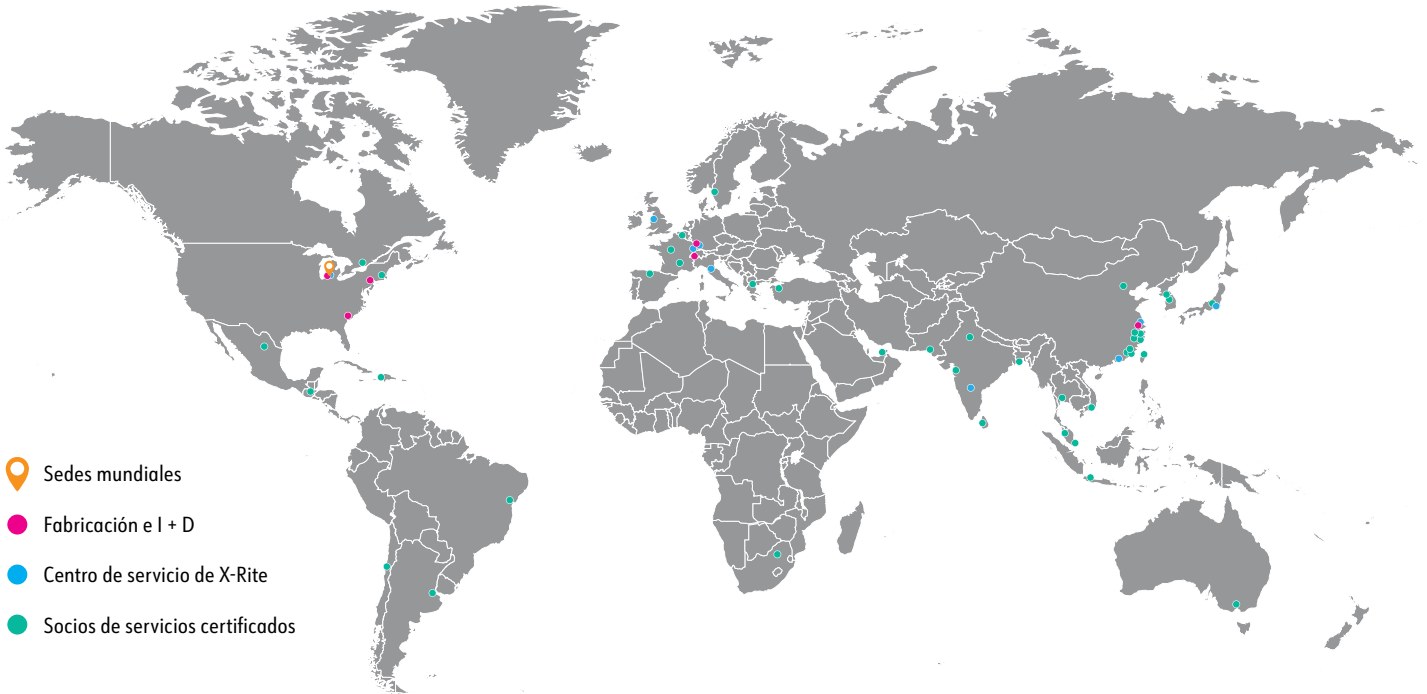 Sedes mundiales
Fabricación e I + D
Centro de servicio de X-Rite
Socios de servicios certificados